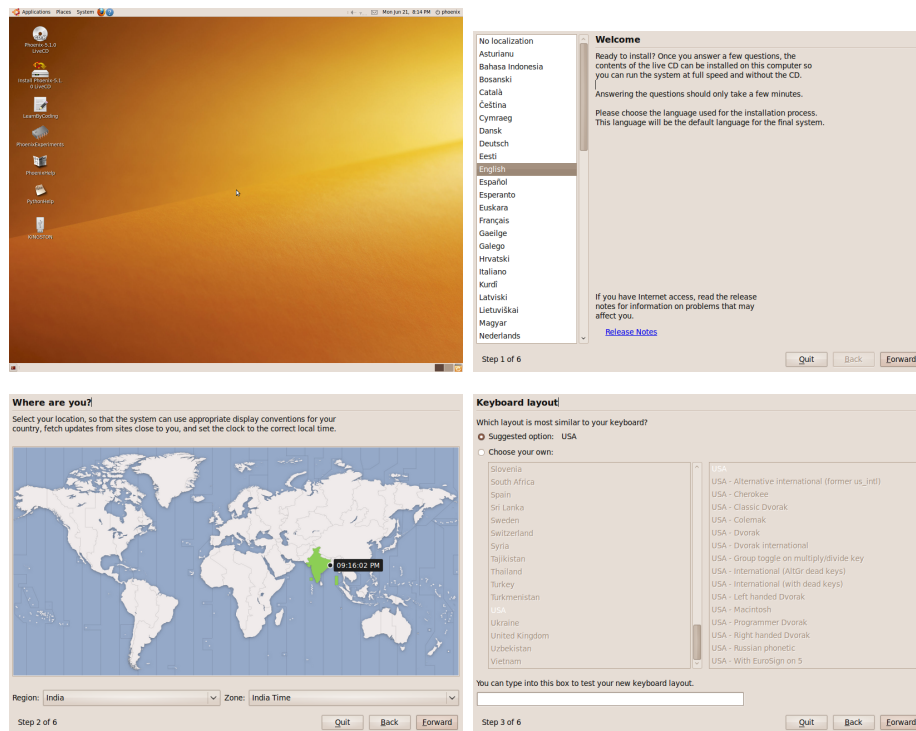 Applications Places System
Mon Jun 21, 8:14 PM phoenix
Phoenix-5.1.0
LiveCD
Install Phoenix-5.1.
0 LiveCD
LearnByCoding
PhoenixExperiments
PhoenixHelp
PythonHelp
KINGSTON
No localization
Asturianu
Bahasa Indonesia
Bosanski
Català
Čeština
Cymraeg
Dansk
Deutsch
Eesti
English
Español
Esperanto
Euskara
Français
Gaeilge
Galego
Hrvatski
Italiano
Kurdî
Latviski
Lietuviškai
Magyar
Nederlands
Welcome
Ready to install? Once you answer a few questions, the
contents of the live CD can be installed on this computer so
you can run the system at full speed and without the CD.
Answering the questions should only take a few minutes.
Please choose the language used for the installation process.
This language will be the default language for the final system.
If you have Internet access, read the release
notes for information on problems that may
affect you.
Release Notes
Step 1 of 6
Quit Back Forward
Where are you?
Select your location, so that the system can use appropriate display conventions for your
country, fetch updates from sites close to you, and set the clock to the correct local time.
09:16:02 PM
Region: India Zone: India Time
Step 2 of 6
Quit Back Forward
Keyboard layout
Which layout is most similar to your keyboard?
Suggested option: USA
Choose your own:
Slovenia
South Africa
Spain
Sri Lanka
Sweden
Switzerland
Syria
Tajikistan
Thailand
Turkey
Turkmenistan
USA
Ukraine
United Kingdom
Uzbekistan
Vietnam
USA
USA - Alternative international (former us_intl)
USA - Cherokee
USA - Classic Dvorak
USA - Colemak
USA - Dvorak
USA - Dvorak international
USA - Group toggle on multiply/divide key
USA - International (AltGr dead keys)
USA - International (with dead keys)
USA - Left handed Dvorak
USA - Macintosh
USA - Programmer Dvorak
USA - Right handed Dvorak
USA - Russian phonetic
USA - With EuroSign on 5
You can type into this box to test your new keyboard layout.
Step 3 of 6
Quit Back Forward